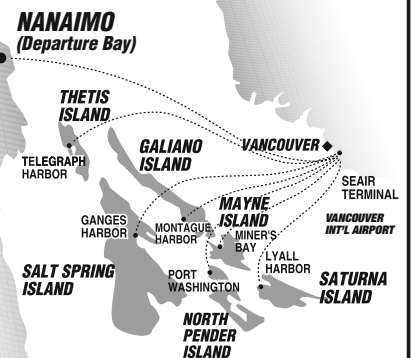 NANAIMO
(Departure Bay)
THETIS
ISLAND
TELEGRAPH
HARBOR
GALIANO
ISLAND
VANCOUVER
SEAIR
TERMINAL
VANCOUVER
INT'L AIRPORT
MAYNE
ISLAND
GANGES
HARBOR
MONTAGUE
HARBOR
MINER'S
BAY
LYALL
HARBOR
SALT SPRING
ISLAND
PORT
WASHINGTON
SATURNA
ISLAND
NORTH
PENDER
ISLAND